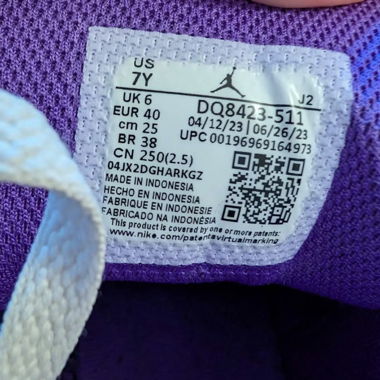 US
7Y
J2
UK 6
DQ8423-511
EUR 40
04/12/23 | 06/26/23
cm 25
UPC 00196969164973
BR 38
CN 250(2.5)
04JX2DGHARKGZ
MADE IN INDONESIA
HECHO EN INDONESIA
FABRIQUE EN INDONESIE
FABRICADO NA INDONÉSIA
This product is covered by one or more patents:
www.nike.com/patentsvirtualmarking